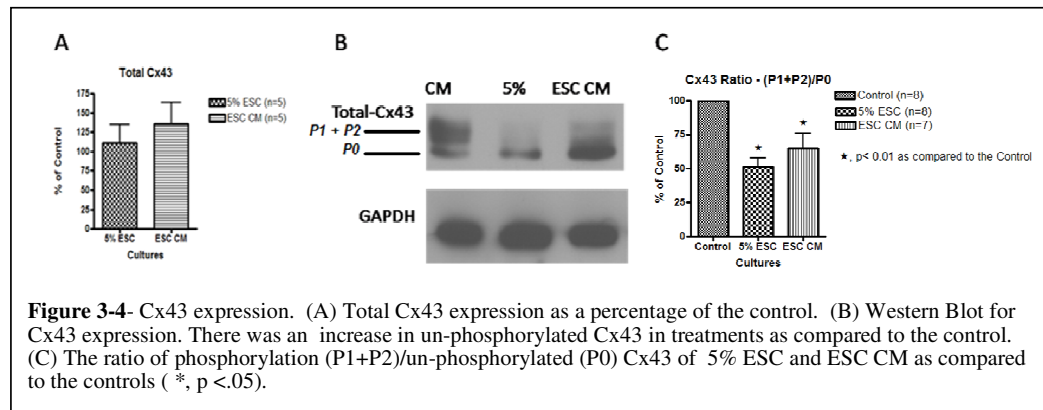 A
Total Cx43
% of Control
175
150
125
100
75
50
25
0
5% ESC
ESC CM
Cultures
5% ESC (n=5)
ESC CM (n=5)
B
CM 5% ESC CM
Total-Cx43
P1 + P2
P0
GAPDH
C
Cx43 Ratio - (P1+P2)/P0
% of Control
100
75
50
25
0
★
★
Control
5% ESC
ESC CM
Cultures
Control (n=8)
5% ESC (n=8)
ESC CM (n=7)
★, p< 0.01 as compared to the Control
Figure 3-4- Cx43 expression. (A) Total Cx43 expression as a percentage of the control. (B) Western Blot for
Cx43 expression. There was an increase in un-phosphorylated Cx43 in treatments as compared to the control.
(C) The ratio of phosphorylation (P1+P2)/un-phosphorylated (P0) Cx43 of 5% ESC and ESC CM as compared
to the controls ( *, p <.05).